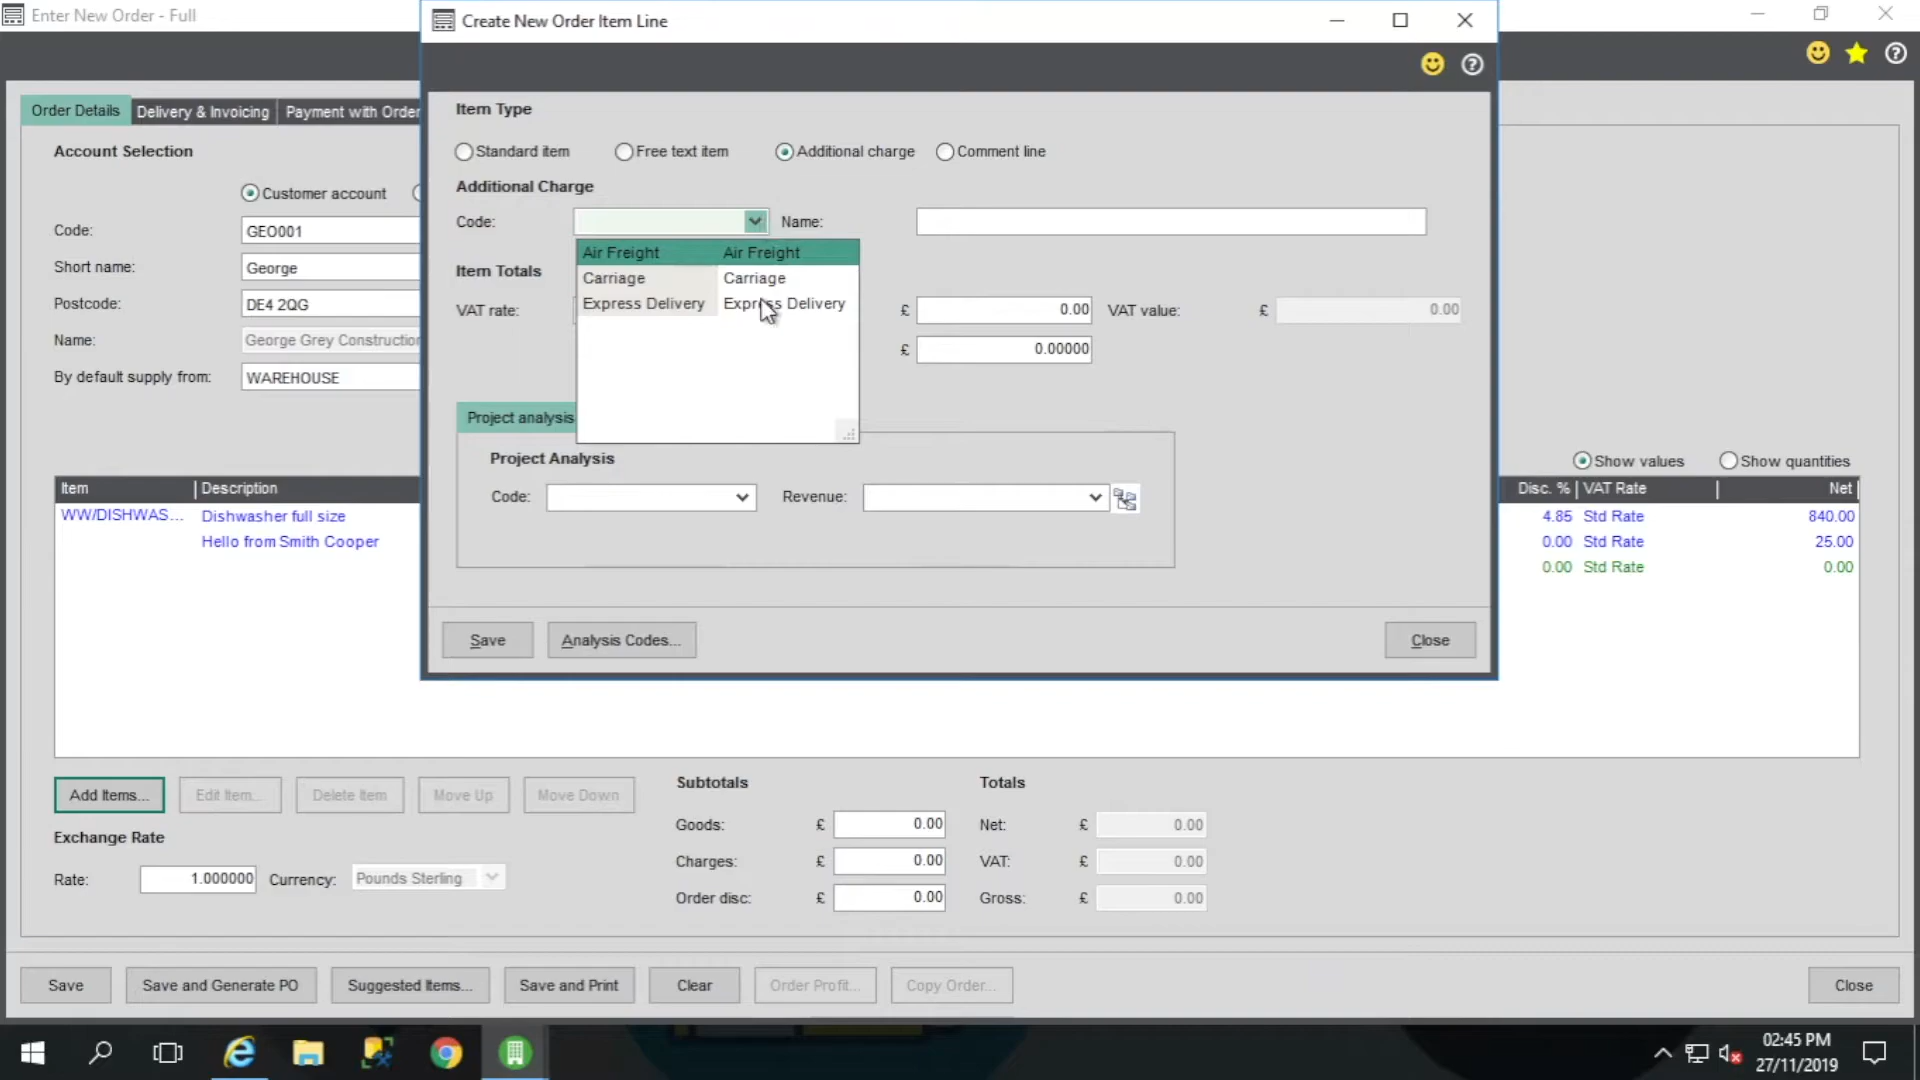 Enter New Order - Full
Create New Order Item Line
Order Details
Delivery & Invoicing
Payment with Order
Account Selection
Customer account
Code:
GEO001
Short name:
George
Postcode:
DE4 2QG
Name:
George Grey Construction
By default supply from:
WAREHOUSE
Item Type
Standard item
Free text item
Additional charge
Comment line
Additional Charge
Code:
Name:
Air Freight Air Freight
Carriage Carriage
Express Delivery Express Delivery
Item Totals
VAT rate:
£ 0.00
VAT value:
£ 0.00
£ 0.00000
Project analysis
Project Analysis
Code:
Revenue:
Save
Analysis Codes...
Close
Show values
Show quantities
Item Description Disc. % VAT Rate Net
WW/DISHWAS... Dishwasher full size 4.85 Std Rate 840.00
Hello from Smith Cooper 0.00 Std Rate 25.00
0.00 Std Rate 0.00
Add Items...
Edit Item...
Delete Item
Move Up
Move Down
Subtotals
Totals
Goods: £ 0.00
Net: £ 0.00
Exchange Rate
Charges: £ 0.00
VAT: £ 0.00
Rate: 1.000000
Currency: Pounds Sterling
Order disc: £ 0.00
Gross: £ 0.00
Save
Save and Generate PO
Suggested Items...
Save and Print
Clear
Order Profit...
Copy Order...
Close
02:45 PM
27/11/2019